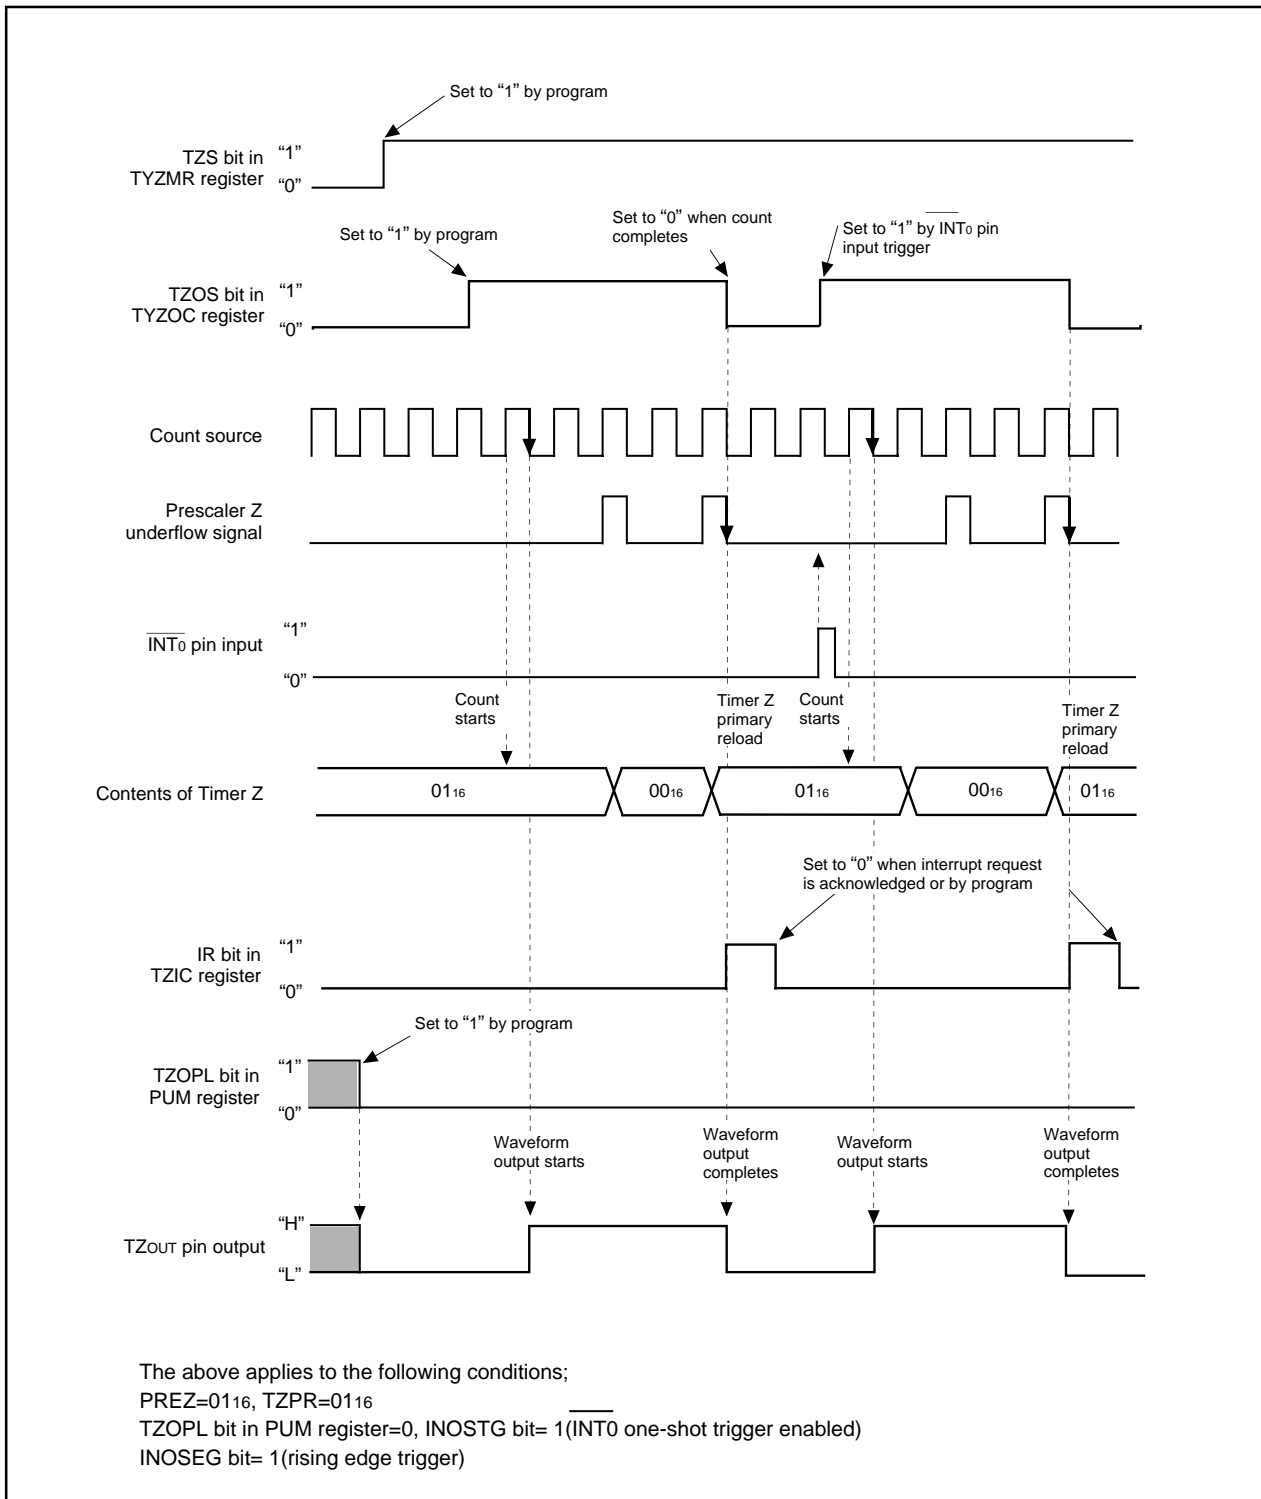 Set to “1” by program
TZS bit in
TYZMR register
“1”
“0”
Set to “1” by program
Set to “0” when count
completes
Set to “1” by INT0 pin
input trigger
TZOS bit in
TYZOC register
“1”
“0”
Count source
Prescaler Z
underflow signal
INT0 pin input
“1”
“0”
Count
starts
Timer Z
primary
reload
Count
starts
Timer Z
primary
reload
Contents of Timer Z
0116
0016
0116
0016
0116
Set to “0” when interrupt request
is acknowledged or by program
IR bit in
TZIC register
“1”
“0”
Set to “1” by program
TZOPL bit in
PUM register
“1”
“0”
Waveform
output starts
Waveform
output
completes
Waveform
output starts
Waveform
output
completes
TZOUT pin output
“H”
“L”
The above applies to the following conditions;
PREZ=0116, TZPR=0116
TZOPL bit in PUM register=0, INOSTG bit= 1(INT0 one-shot trigger enabled)
INOSEG bit= 1(rising edge trigger)